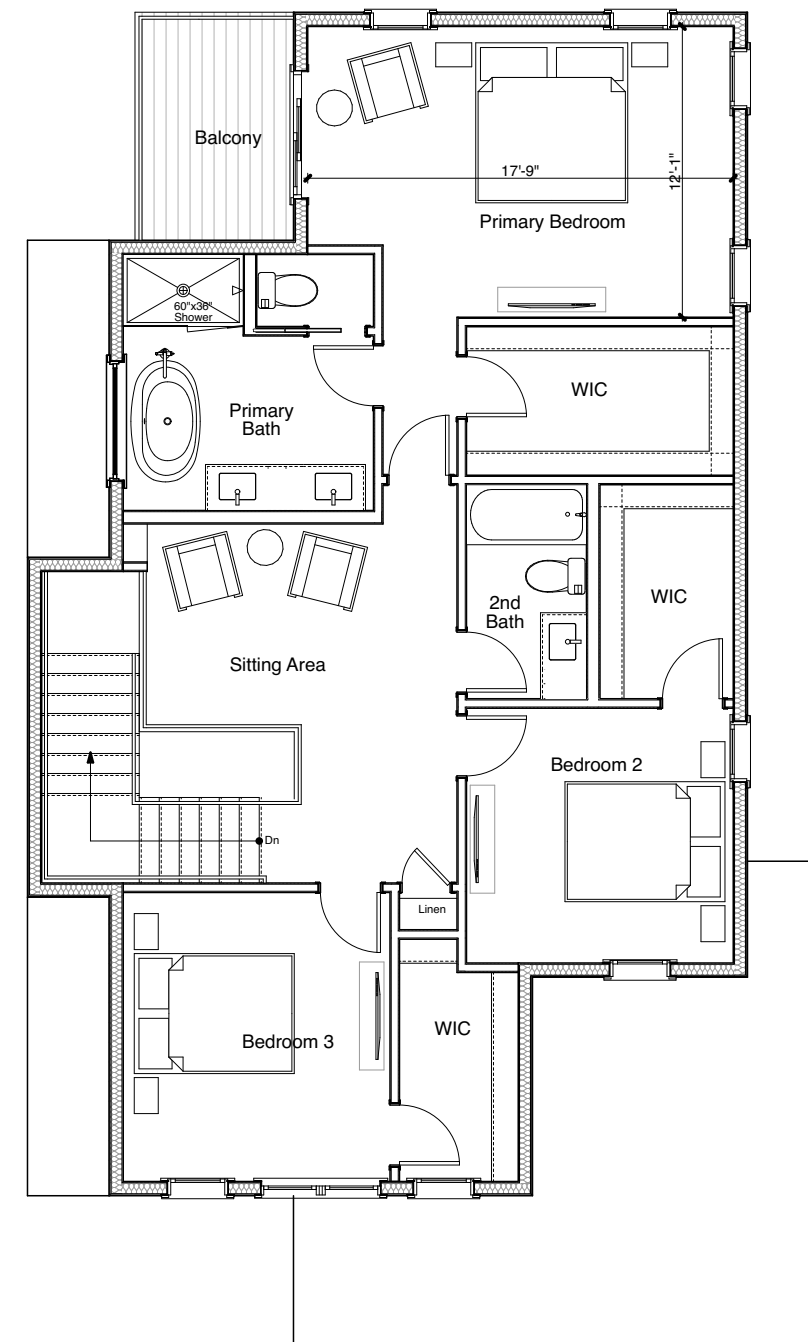 Balcony
17'-9"
12'-1"
Primary Bedroom
60"x36"
Shower
WIC
Primary
Bath
WIC
2nd
Bath
Sitting Area
Bedroom 2
Dn
Linen
WIC
Bedroom 3